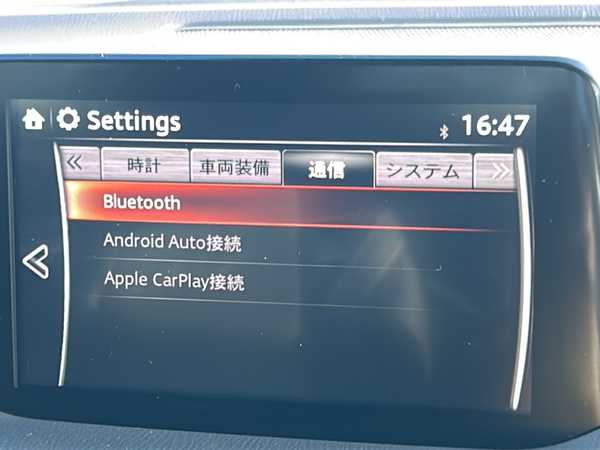 Settings 16:47
« 時計 車両装備 通信 システム »
Bluetooth
Android Auto接続
Apple CarPlay接続